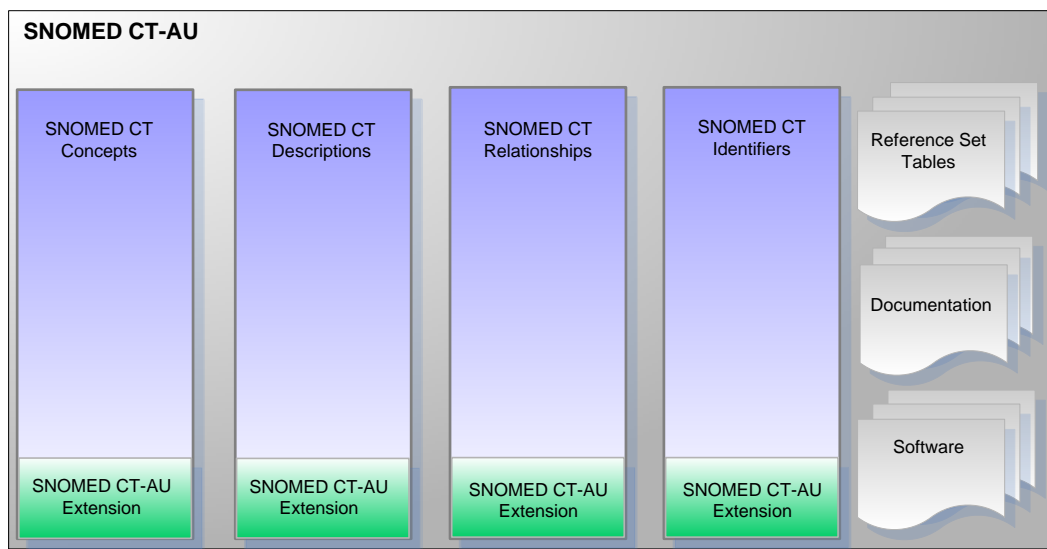 SNOMED CT-AU
SNOMED CT
Concepts
SNOMED CT
Descriptions
SNOMED CT
Relationships
SNOMED CT
Identifiers
Reference Set
Tables
Documentation
Software
SNOMED CT-AU
Extension
SNOMED CT-AU
Extension
SNOMED CT-AU
Extension
SNOMED CT-AU
Extension